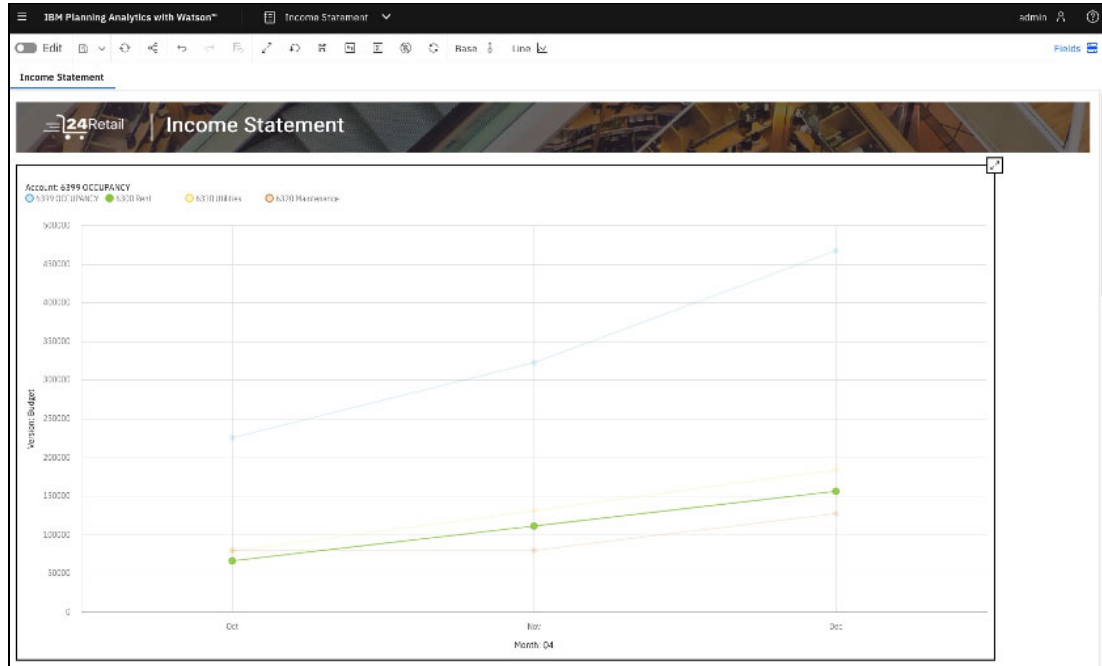 IBM Planning Analytics with Watson™ Income Statement admin
Edit Base Line Fields
Income Statement
24Retail Income Statement
Account: 6399 OCCUPANCY
6399 OCCUPANCY 6300 Rent 6310 Utilities 6320 Maintenance
500000
450000
400000
350000
300000
250000
200000
150000
100000
50000
0
Version: Budget
Oct Nov Dec
Month: Q4